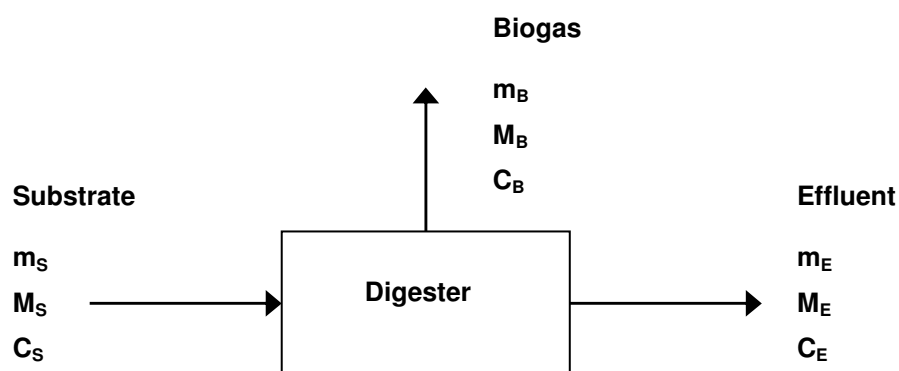 Biogas
m_B
M_B
C_B
Substrate
m_S
M_S
C_S
Digester
Effluent
m_E
M_E
C_E